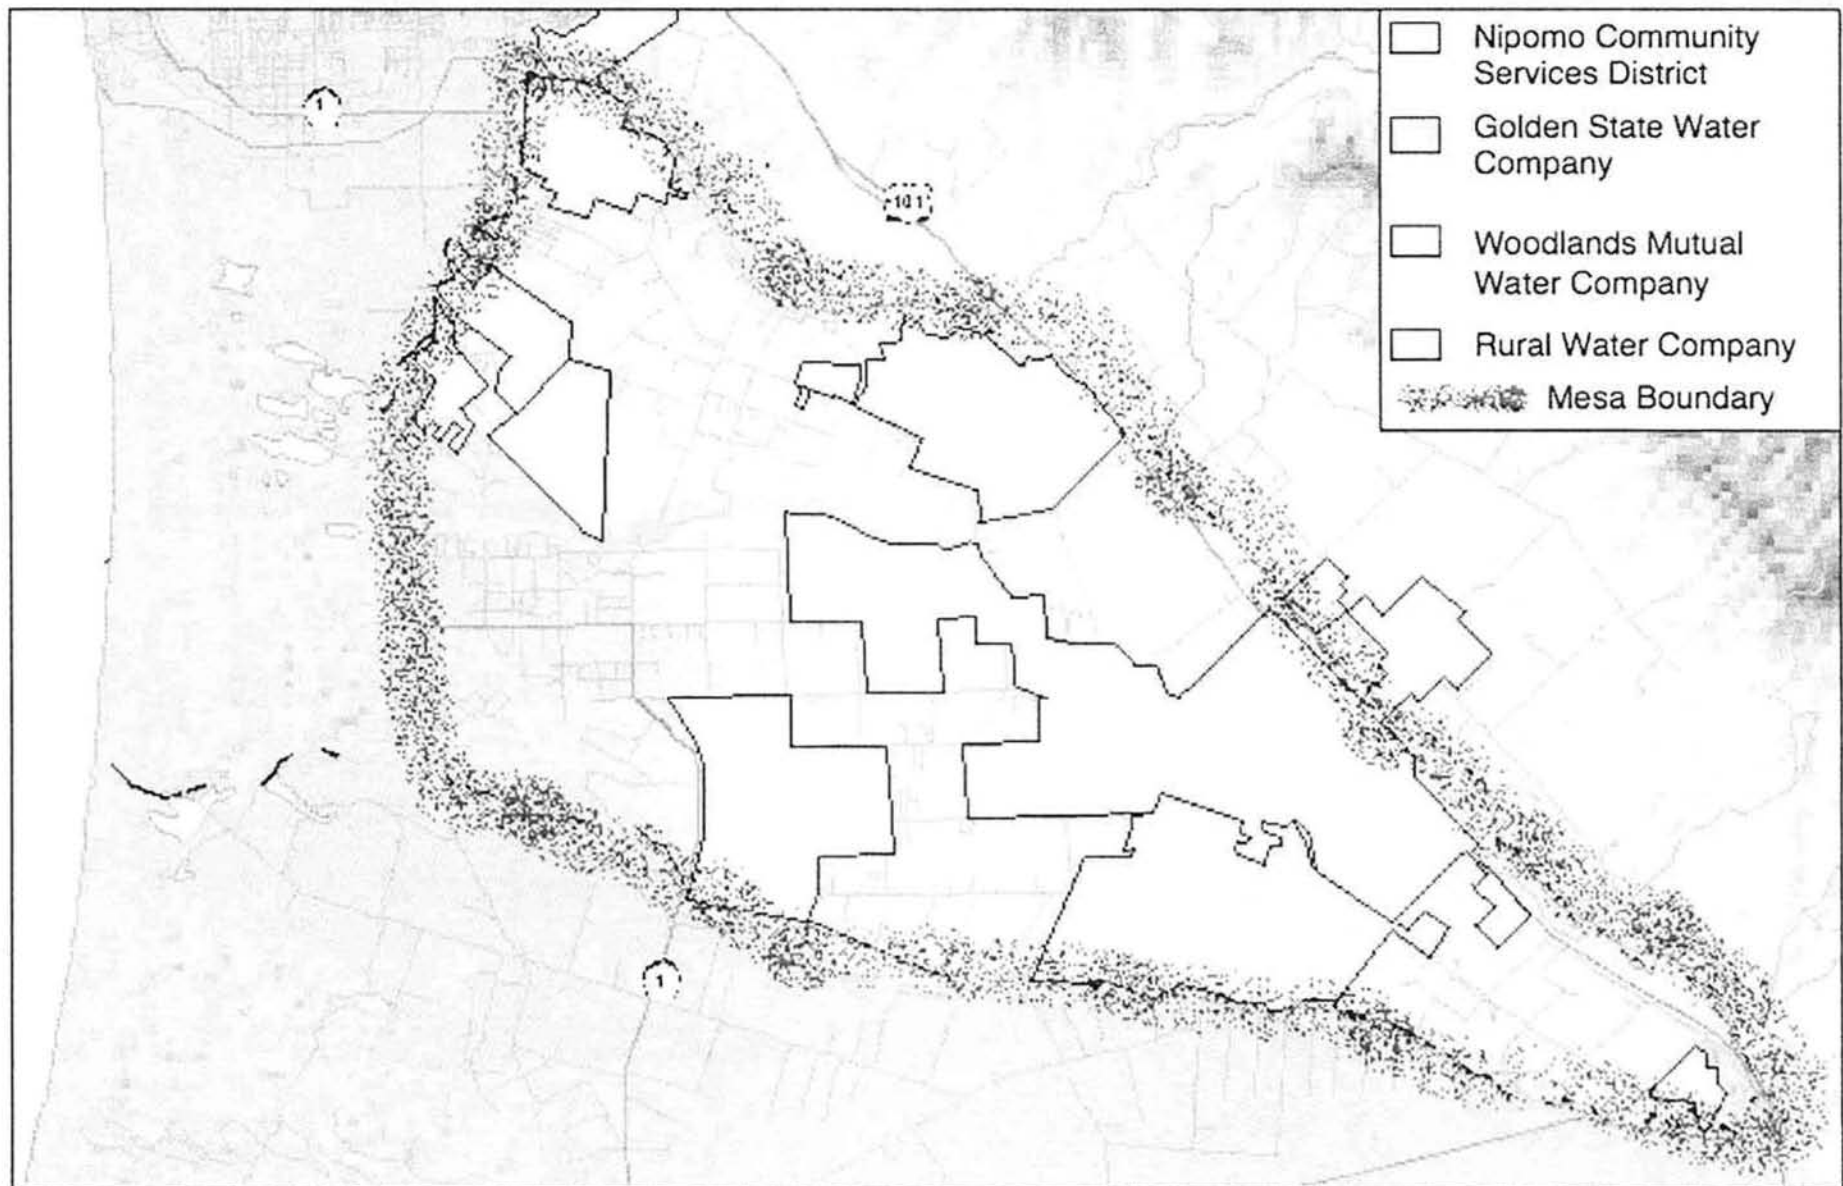 Nipomo Community
Services District
Golden State Water
Company
Woodlands Mutual
Water Company
Rural Water Company
Mesa Boundary
1
101
1